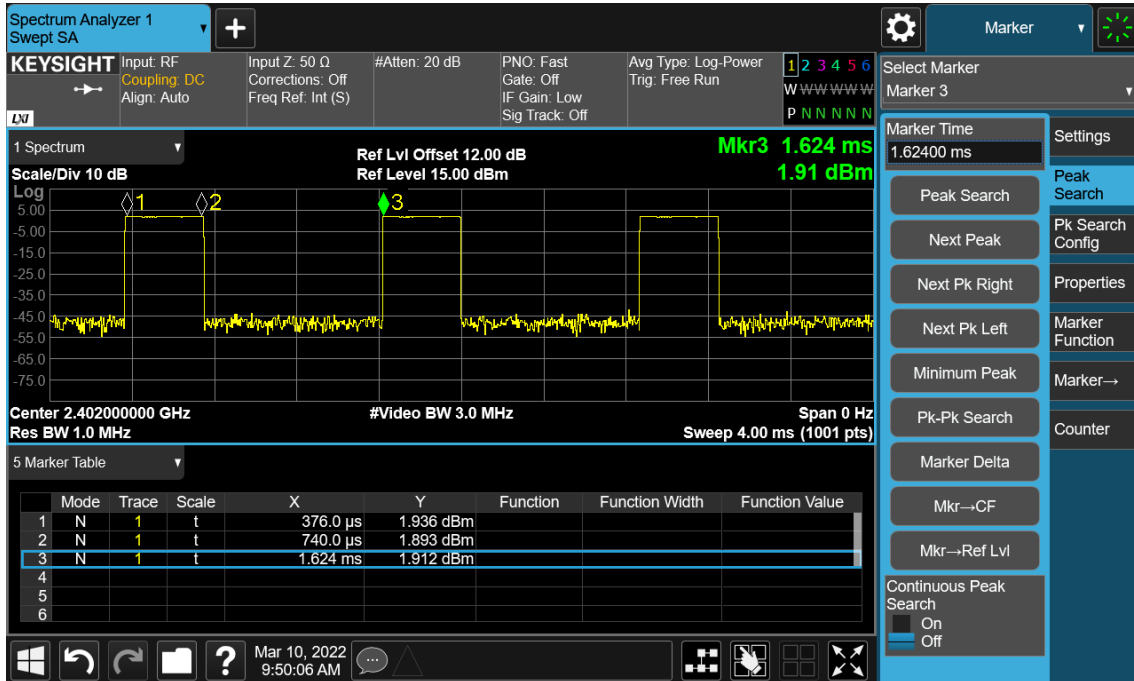 Spectrum Analyzer 1
Swept SA
Marker
KEYSIGHT
LXI
Input: RF
Coupling: DC
Align: Auto
Input Z: 50 Ω
Corrections: Off
Freq Ref: Int (S)
#Atten: 20 dB
PNO: Fast
Gate: Off
IF Gain: Low
Sig Track: Off
Avg Type: Log-Power
Trig: Free Run
1 2 3 4 5 6
W W W W W W
P N N N N N
1 Spectrum
Scale/Div 10 dB
Ref Lvl Offset 12.00 dB
Ref Level 15.00 dBm
Mkr3 1.624 ms
1.91 dBm
Log
5.00
-5.00
-15.0
-25.0
-35.0
-45.0
-55.0
-65.0
-75.0
1
2
3
Center 2.402000000 GHz
Res BW 1.0 MHz
#Video BW 3.0 MHz
Span 0 Hz
Sweep 4.00 ms (1001 pts)
5 Marker Table
Mode Trace Scale X Y Function Function Width Function Value
1 N 1 t 376.0 µs 1.936 dBm
2 N 1 t 740.0 µs 1.893 dBm
3 N 1 t 1.624 ms 1.912 dBm
4
5
6
Mar 10, 2022
9:50:06 AM
Select Marker
Marker 3
Marker Time
1.62400 ms
Peak Search
Next Peak
Next Pk Right
Next Pk Left
Minimum Peak
Pk-Pk Search
Marker Delta
Mkr→CF
Mkr→Ref Lvl
Continuous Peak
Search
On
Off
Settings
Peak
Search
Pk Search
Config
Properties
Marker
Function
Marker→
Counter